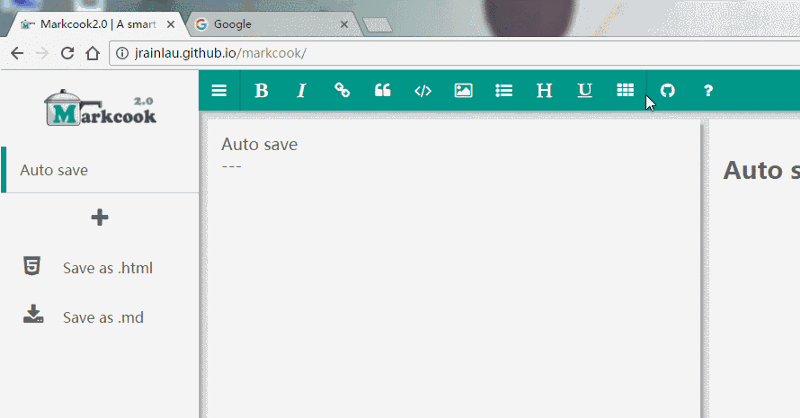 Markcook2.0 | A smart
Google
jrainlau.github.io/markcook/
2.0
Markcook
B I H U ?
Auto save
Save as .html
Save as .md
Auto save
---
Auto s